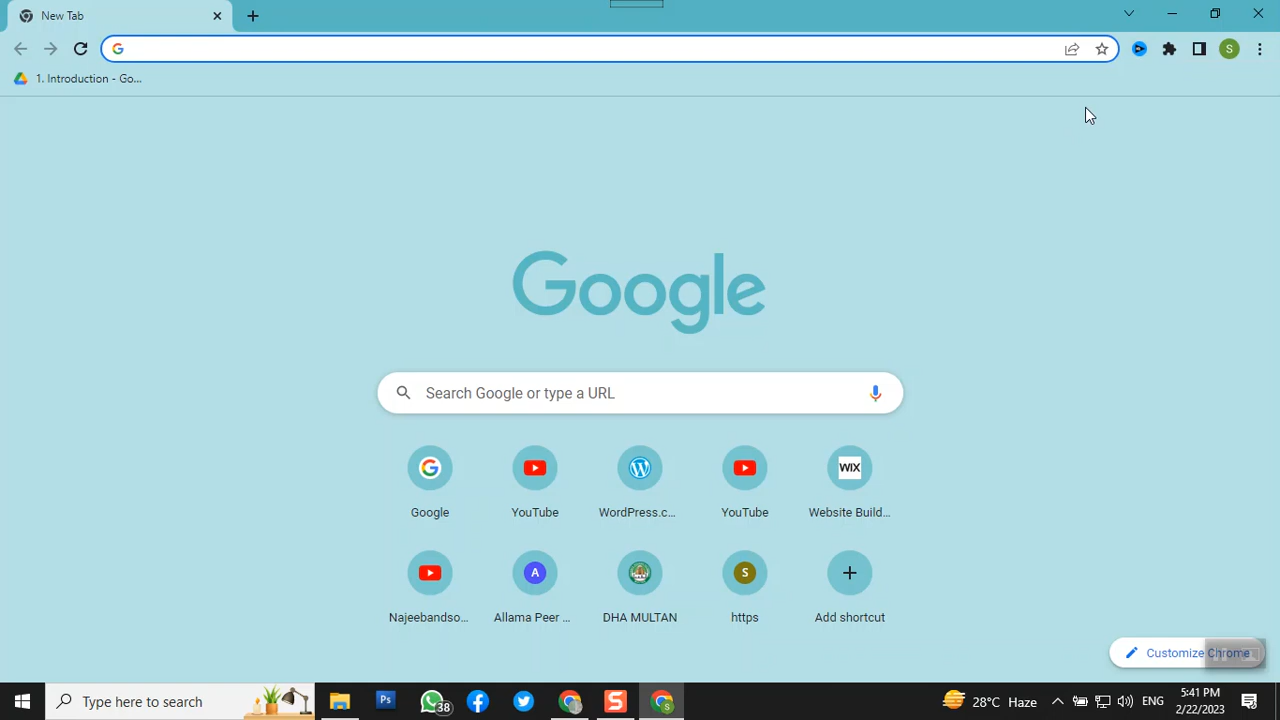 New Tab
1. Introduction - Go...
Google
Search Google or type a URL
Google
YouTube
WordPress.c...
YouTube
WIX
Website Build...
A
S
Najeebandso...
Allama Peer ...
DHA MULTAN
https
Add shortcut
Customize Chrome
Type here to search
Ps
38
S
28°C Haze
ENG
5:41 PM
2/22/2023